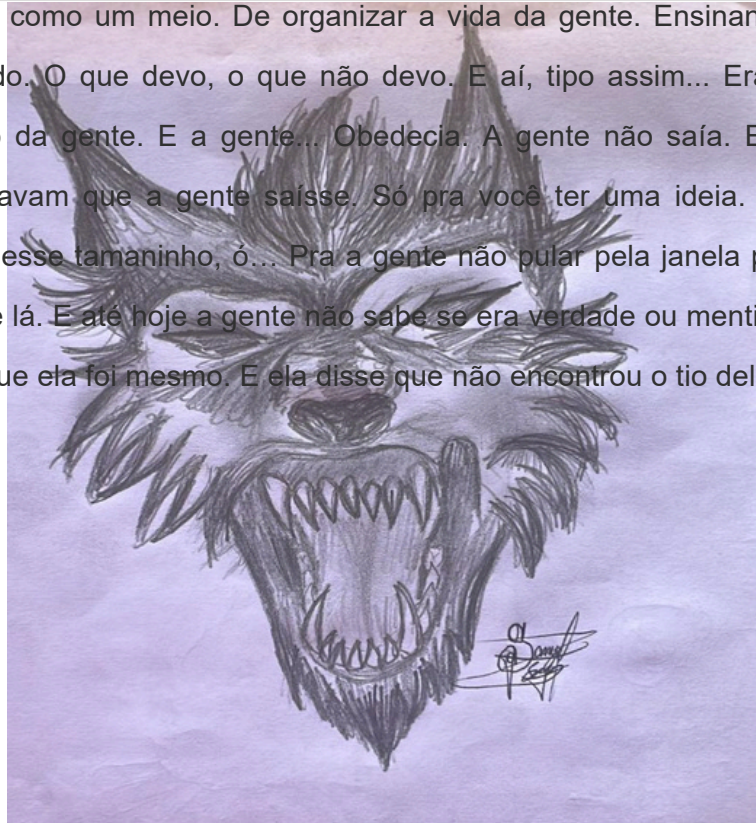 como um meio. De organizar a vida da gente. Ensinan
do. O que devo, o que não devo. E aí, tipo assim... Era
da gente. E a gente... Obedecia. A gente não saía. E
avam que a gente saísse. Só pra você ter uma ideia.
esse tamaninho, ó... Pra a gente não pular pela janela p
lá. E até hoje a gente não sabe se era verdade ou menti
ue ela foi mesmo. E ela disse que não encontrou o tio del